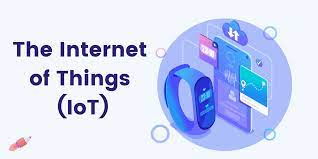 The Internet
of Things
(IoT)